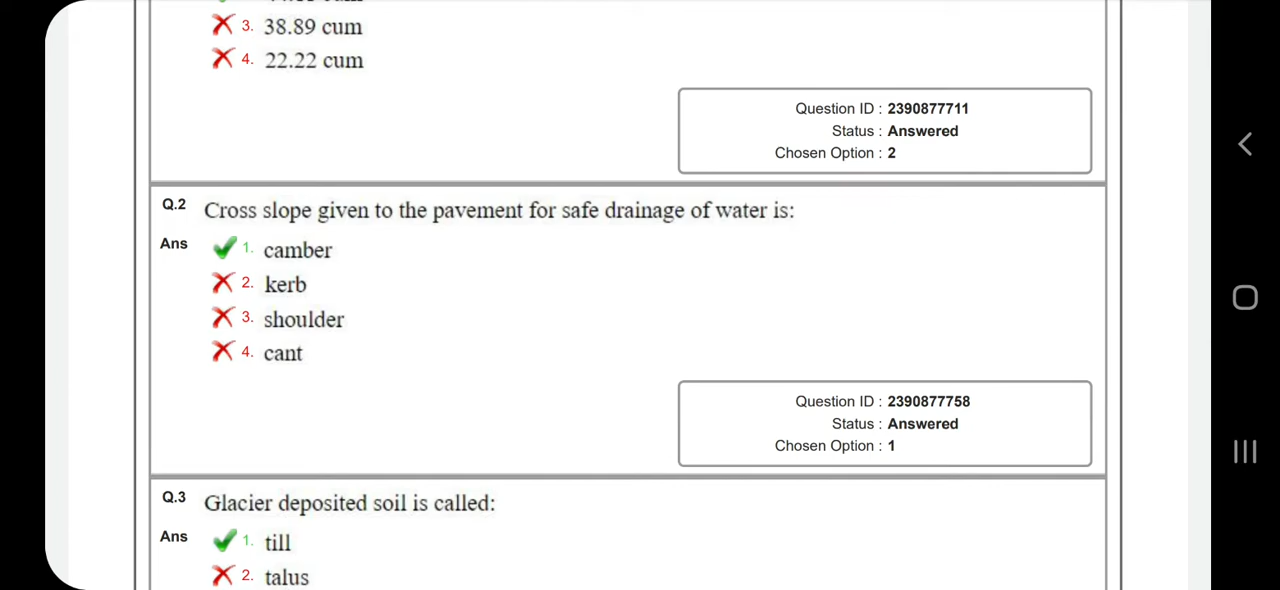 3. 38.89 cum
4. 22.22 cum
Question ID : 2390877711
Status : Answered
Chosen Option : 2
Q.2 Cross slope given to the pavement for safe drainage of water is:
Ans 1. camber
2. kerb
3. shoulder
4. cant
Question ID : 2390877758
Status : Answered
Chosen Option : 1
Q.3 Glacier deposited soil is called:
Ans 1. till
2. talus